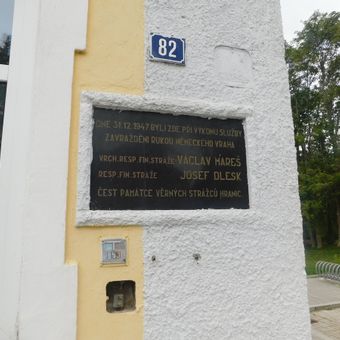 82
DNE 31.12.1947 BYLI ZDE PŘI VÝKONU SLUŽBY
ZAVRAŽDĚNI RUKOU NĚMECKÉHO VRAHA
VRCH.RESP.FIN.STRÁŽE VÁCLAV MAREŠ
RESP.FIN.STRÁŽE JOSEF DLESK
ČEST PAMÁTCE VĚRNÝCH STRÁŽCŮ HRANIC